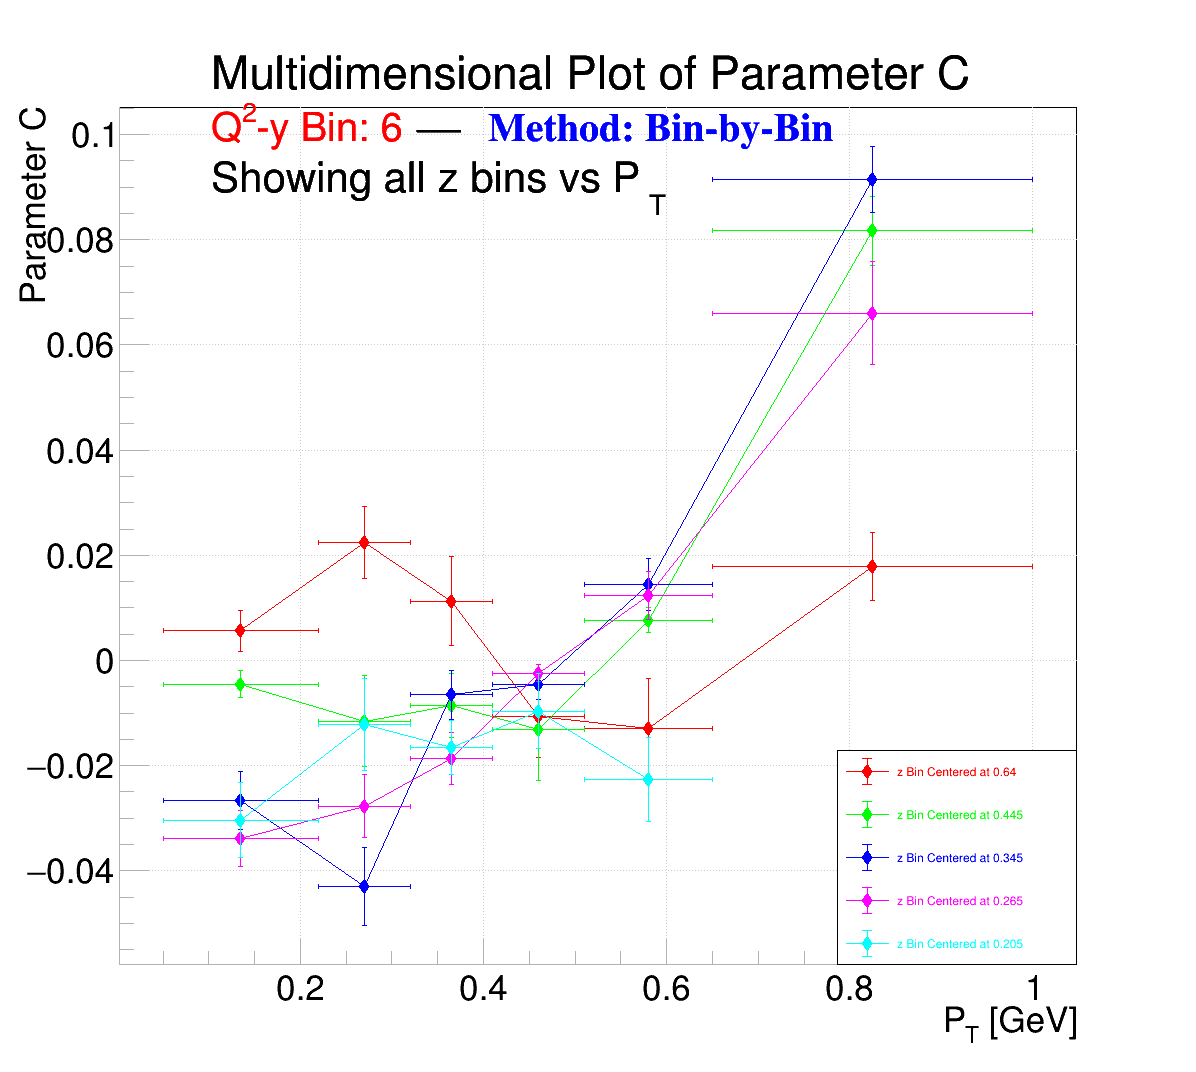 Multidimensional Plot of Parameter C
Q2-y Bin: 6 — Method: Bin-by-Bin
Showing all z bins vs PT
Parameter C
0.1
0.08
0.06
0.04
0.02
0
−0.02
−0.04
z Bin Centered at 0.64
z Bin Centered at 0.445
z Bin Centered at 0.345
z Bin Centered at 0.265
z Bin Centered at 0.205
0.2 0.4 0.6 0.8 1
PT [GeV]